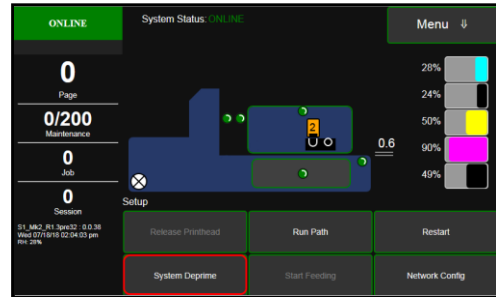 ONLINE
System Status: ONLINE
Menu
0
Page
0/200
Maintenance
0
Job
0
Session
S1_Mk2_R1.3pre32 : 0.0.38
Wed 07/18/18 02:04:03 pm
RH: 28%
2
0.6
28%
24%
50%
90%
49%
Setup
Release Printhead
Run Path
Restart
System Deprime
Start Feeding
Network Config